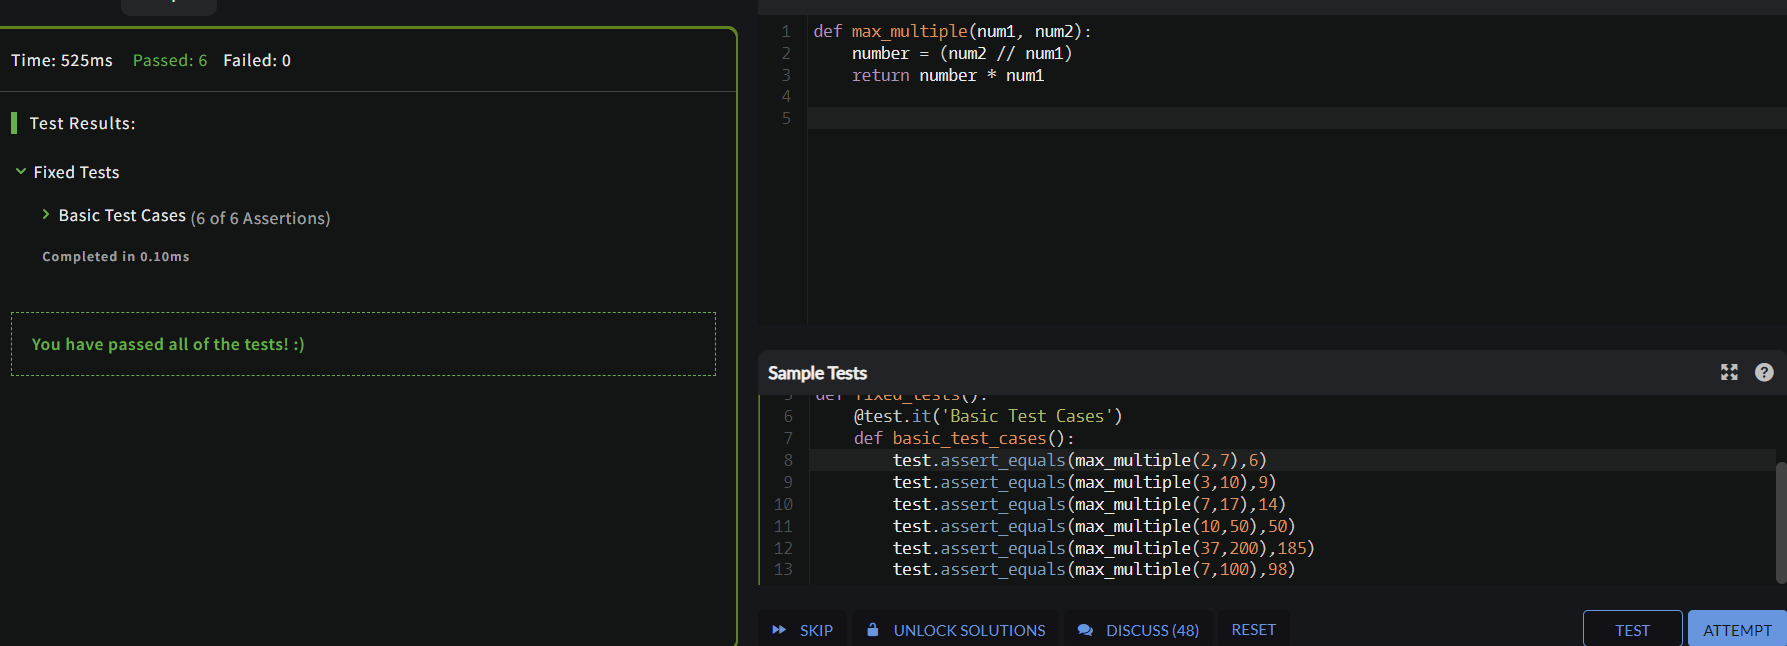 Time: 525ms Passed: 6 Failed: 0
Test Results:
Fixed Tests
Basic Test Cases (6 of 6 Assertions)
Completed in 0.10ms
You have passed all of the tests! :)
1 def max_multiple(num1, num2):
2     number = (num2 // num1)
3     return number * num1
4
5
Sample Tests
5 def fixed_tests():
6     @test.it('Basic Test Cases')
7     def basic_test_cases():
8         test.assert_equals(max_multiple(2,7),6)
9         test.assert_equals(max_multiple(3,10),9)
10         test.assert_equals(max_multiple(7,17),14)
11         test.assert_equals(max_multiple(10,50),50)
12         test.assert_equals(max_multiple(37,200),185)
13         test.assert_equals(max_multiple(7,100),98)
SKIP UNLOCK SOLUTIONS DISCUSS (48) RESET TEST ATTEMPT